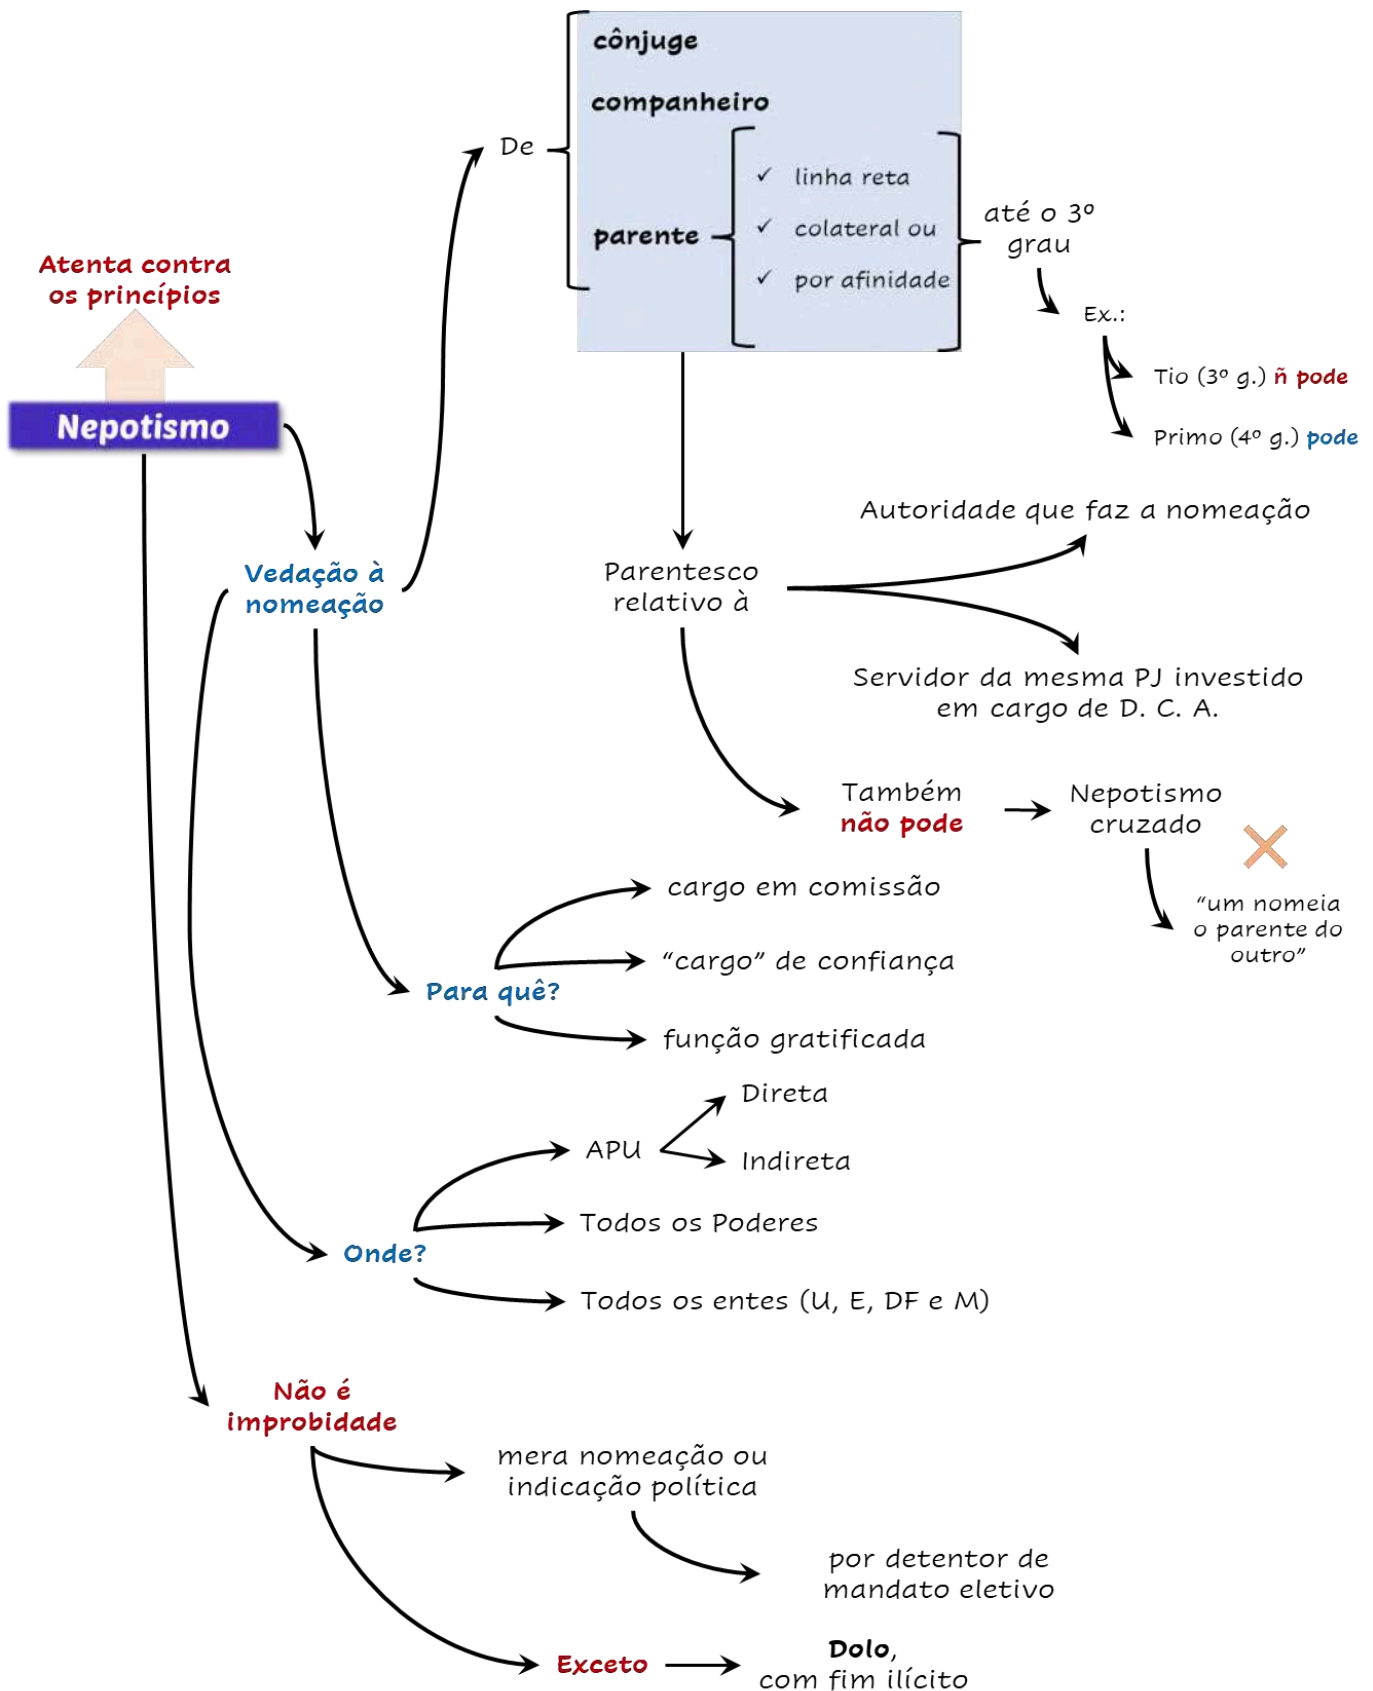 cônjuge
companheiro
De
linha reta
colateral ou
parente
por afinidade
até o 3º
grau
Ex.:
Tio (3º g.) ñ pode
Primo (4º g.) pode
Atenta contra
os princípios
Nepotismo
Vedação à
nomeação
Parentesco
relativo à
Autoridade que faz a nomeação
Servidor da mesma PJ investido
em cargo de D. C. A.
Também
não pode
Nepotismo
cruzado
“um nomeia
o parente do
outro”
Para quê?
cargo em comissão
“cargo” de confiança
função gratificada
Onde?
APU
Direta
Indireta
Todos os Poderes
Todos os entes (U, E, DF e M)
Não é
improbidade
mera nomeação ou
indicação política
por detentor de
mandato eletivo
Exceto
Dolo,
com fim ilícito